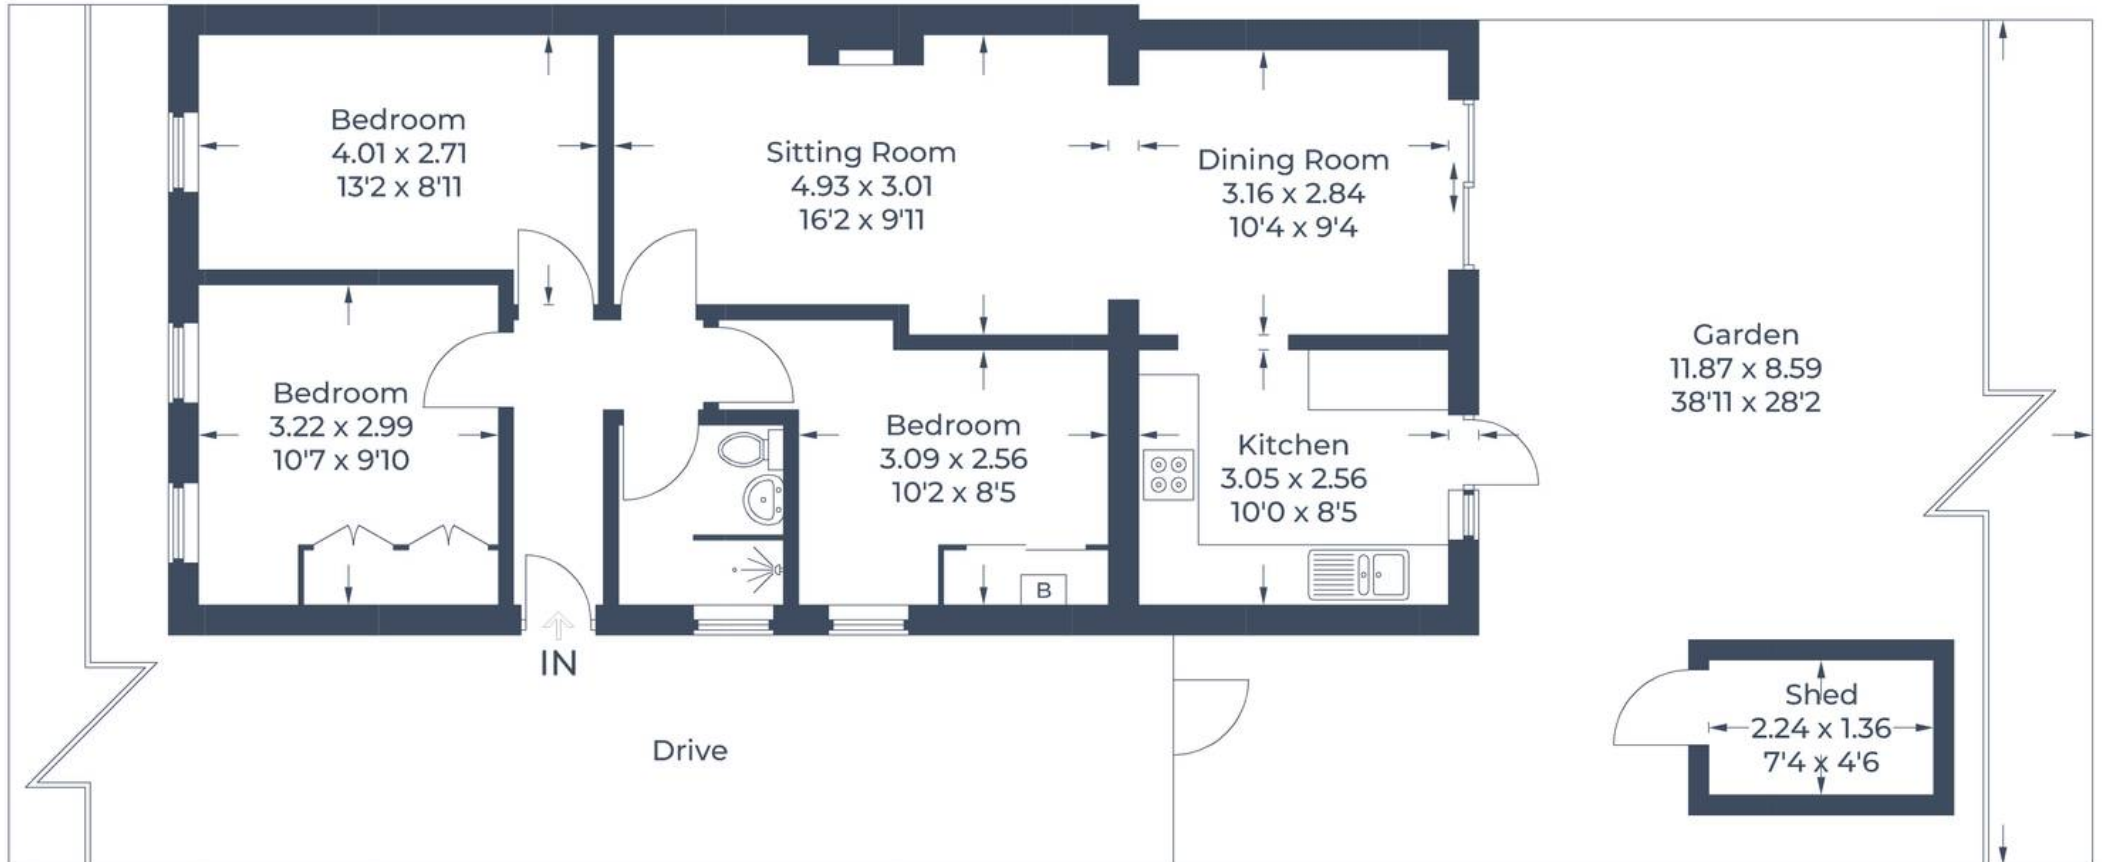 Bedroom
4.01 x 2.71
13'2 x 8'11
Sitting Room
4.93 x 3.01
16'2 x 9'11
Dining Room
3.16 x 2.84
10'4 x 9'4
Bedroom
3.22 x 2.99
10'7 x 9'10
Bedroom
3.09 x 2.56
10'2 x 8'5
B
Kitchen
3.05 x 2.56
10'0 x 8'5
Garden
11.87 x 8.59
38'11 x 28'2
IN
Drive
Shed
2.24 x 1.36
7'4 x 4'6